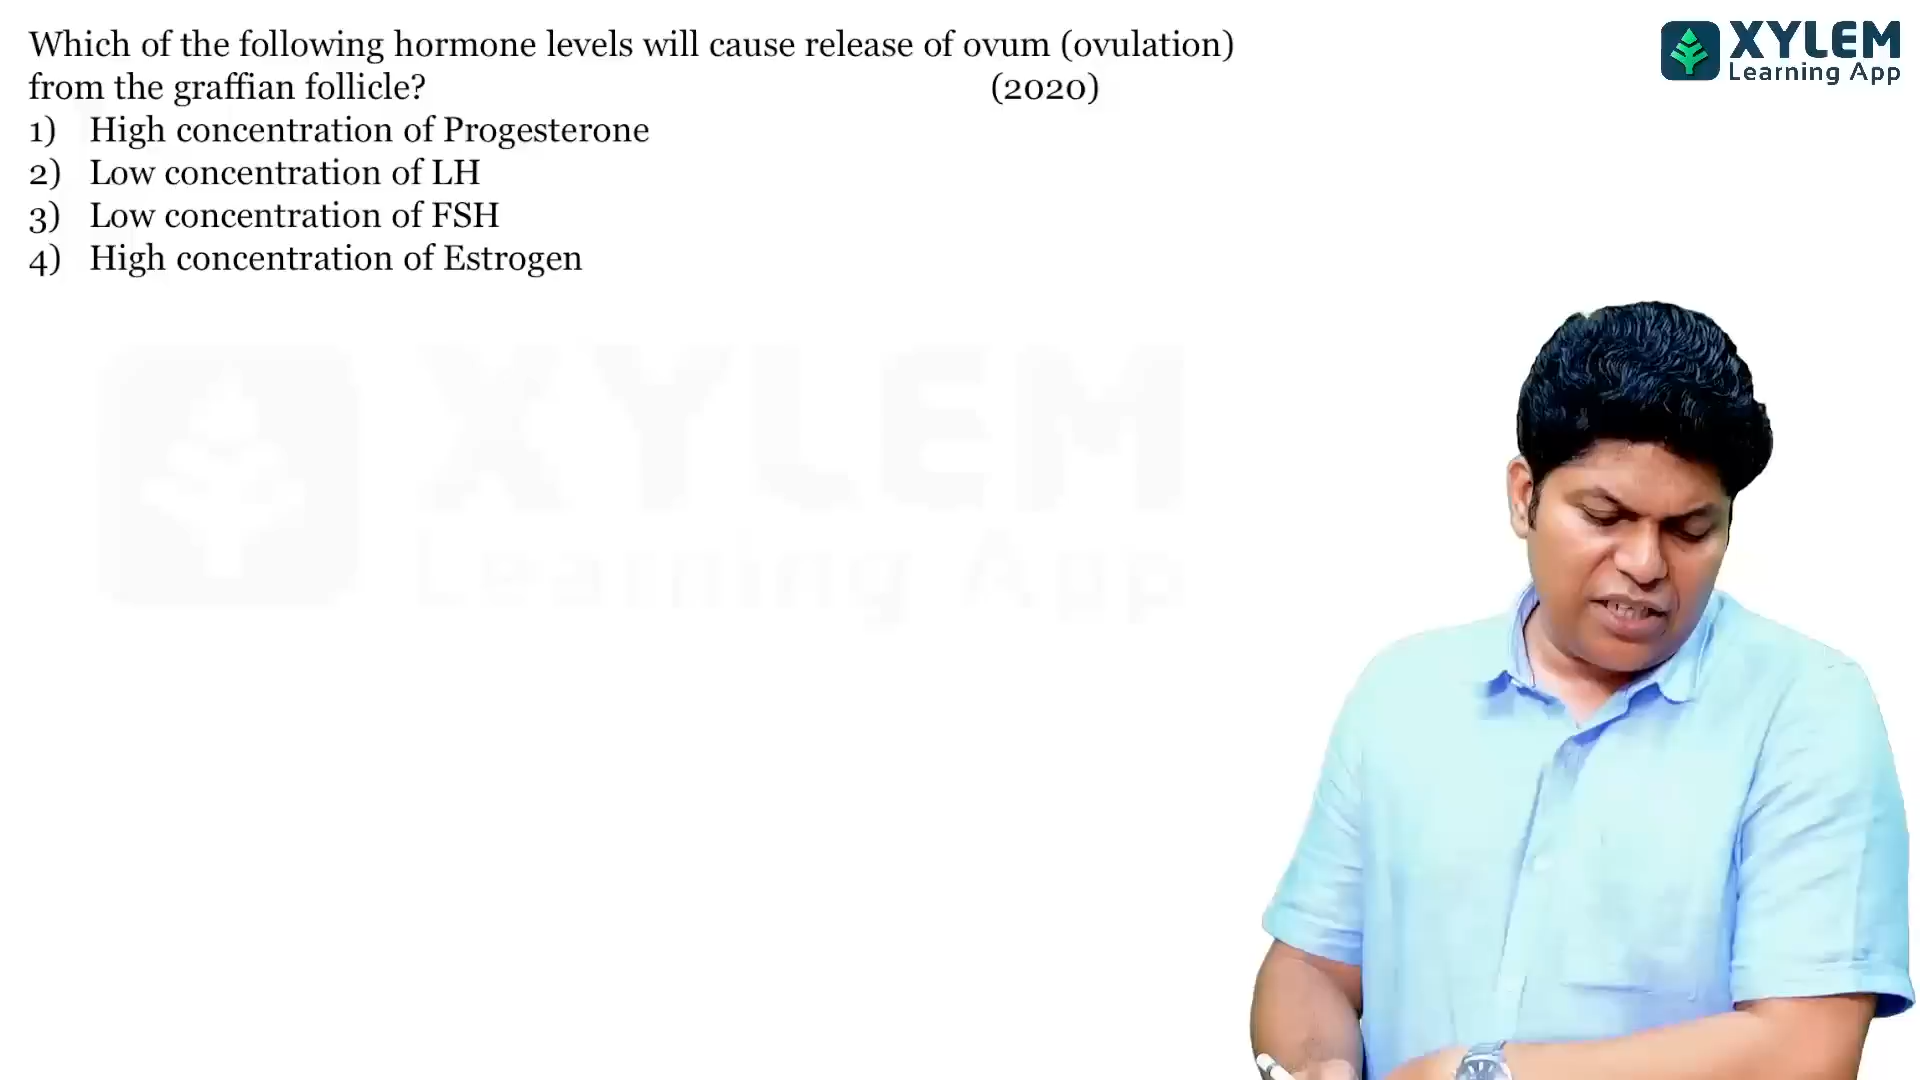 Which of the following hormone levels will cause release of ovum (ovulation)
from the graffian follicle? (2020)
1) High concentration of Progesterone
2) Low concentration of LH
3) Low concentration of FSH
4) High concentration of Estrogen
XYLEM
Learning App
XYLEM
Learning App